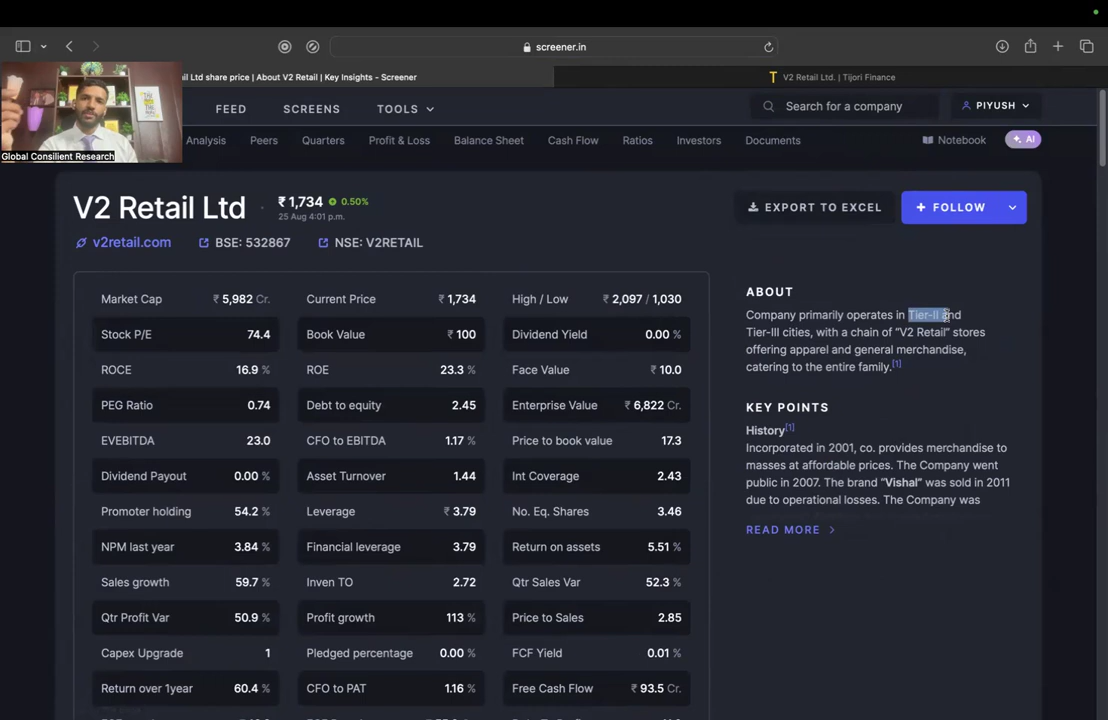 screener.in
ail Ltd share price | About V2 Retail | Key Insights - Screener
T V2 Retail Ltd. | Tijori Finance
Global Consilient Research
FEED SCREENS TOOLS Search for a company PIYUSH
Analysis Peers Quarters Profit & Loss Balance Sheet Cash Flow Ratios Investors Documents Notebook AI
V2 Retail Ltd ₹ 1,734 0.50%
25 Aug 4:01 p.m.
EXPORT TO EXCEL + FOLLOW
v2retail.com BSE: 532867 NSE: V2RETAIL
Market Cap ₹ 5,982 Cr. Current Price ₹ 1,734 High / Low ₹ 2,097 / 1,030
Stock P/E 74.4 Book Value ₹ 100 Dividend Yield 0.00 %
ROCE 16.9 % ROE 23.3 % Face Value ₹ 10.0
PEG Ratio 0.74 Debt to equity 2.45 Enterprise Value ₹ 6,822 Cr.
EVEBITDA 23.0 CFO to EBITDA 1.17 % Price to book value 17.3
Dividend Payout 0.00 % Asset Turnover 1.44 Int Coverage 2.43
Promoter holding 54.2 % Leverage ₹ 3.79 No. Eq. Shares 3.46
NPM last year 3.84 % Financial leverage 3.79 Return on assets 5.51 %
Sales growth 59.7 % Inven TO 2.72 Qtr Sales Var 52.3 %
Qtr Profit Var 50.9 % Profit growth 113 % Price to Sales 2.85
Capex Upgrade 1 Pledged percentage 0.00 % FCF Yield 0.01 %
Return over 1year 60.4 % CFO to PAT 1.16 % Free Cash Flow ₹ 93.5 Cr.
ABOUT
Company primarily operates in Tier-II and
Tier-III cities, with a chain of "V2 Retail" stores
offering apparel and general merchandise,
catering to the entire family.[1]
KEY POINTS
History[1]
Incorporated in 2001, co. provides merchandise to
masses at affordable prices. The Company went
public in 2007. The brand "Vishal" was sold in 2011
due to operational losses. The Company was
READ MORE >